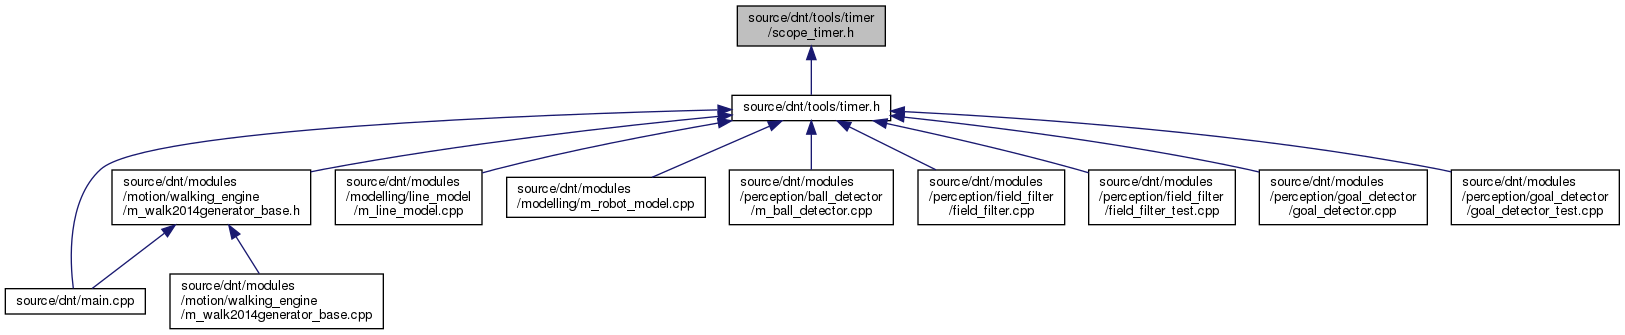 source/dnt/tools/timer
/scope_timer.h
source/dnt/tools/timer.h
source/dnt/modules
/motion/walking_engine
/m_walk2014generator_base.h
source/dnt/modules
/modelling/line_model
/m_line_model.cpp
source/dnt/modules
/modelling/m_robot_model.cpp
source/dnt/modules
/perception/ball_detector
/m_ball_detector.cpp
source/dnt/modules
/perception/field_filter
/field_filter.cpp
source/dnt/modules
/perception/field_filter
/field_filter_test.cpp
source/dnt/modules
/perception/goal_detector
/goal_detector.cpp
source/dnt/modules
/perception/goal_detector
/goal_detector_test.cpp
source/dnt/main.cpp
source/dnt/modules
/motion/walking_engine
/m_walk2014generator_base.cpp